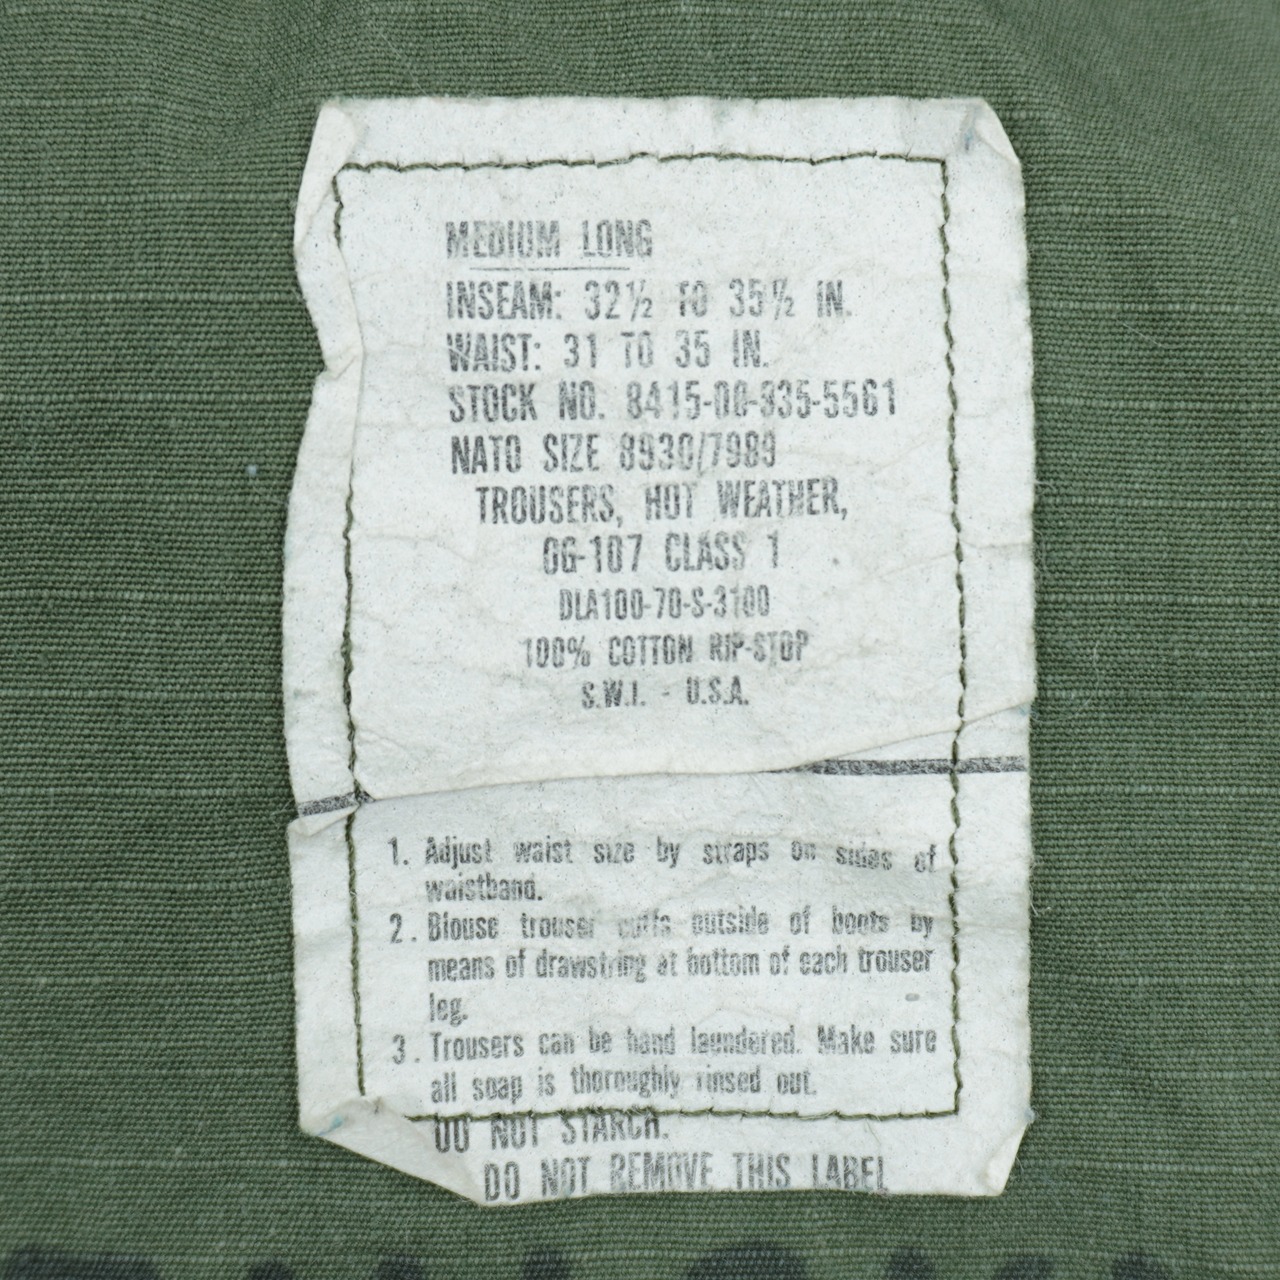 MEDIUM LONG
INSEAM: 32½ TO 35½ IN.
WAIST: 31 TO 35 IN.
STOCK NO. 8415-00-935-5561
NATO SIZE 8930/7989
TROUSERS, HOT WEATHER,
OG-107 CLASS 1
DLA100-70-S-3100
100% COTTON RIP-STOP
S.W.I. - U.S.A.
1. Adjust waist size by straps on sides of
waistband.
2. Blouse trouser cuffs outside of boots by
means of drawstring at bottom of each trouser
leg.
3. Trousers can be hand laundered. Make sure
all soap is thoroughly rinsed out.
DO NOT STARCH.
DO NOT REMOVE THIS LABEL